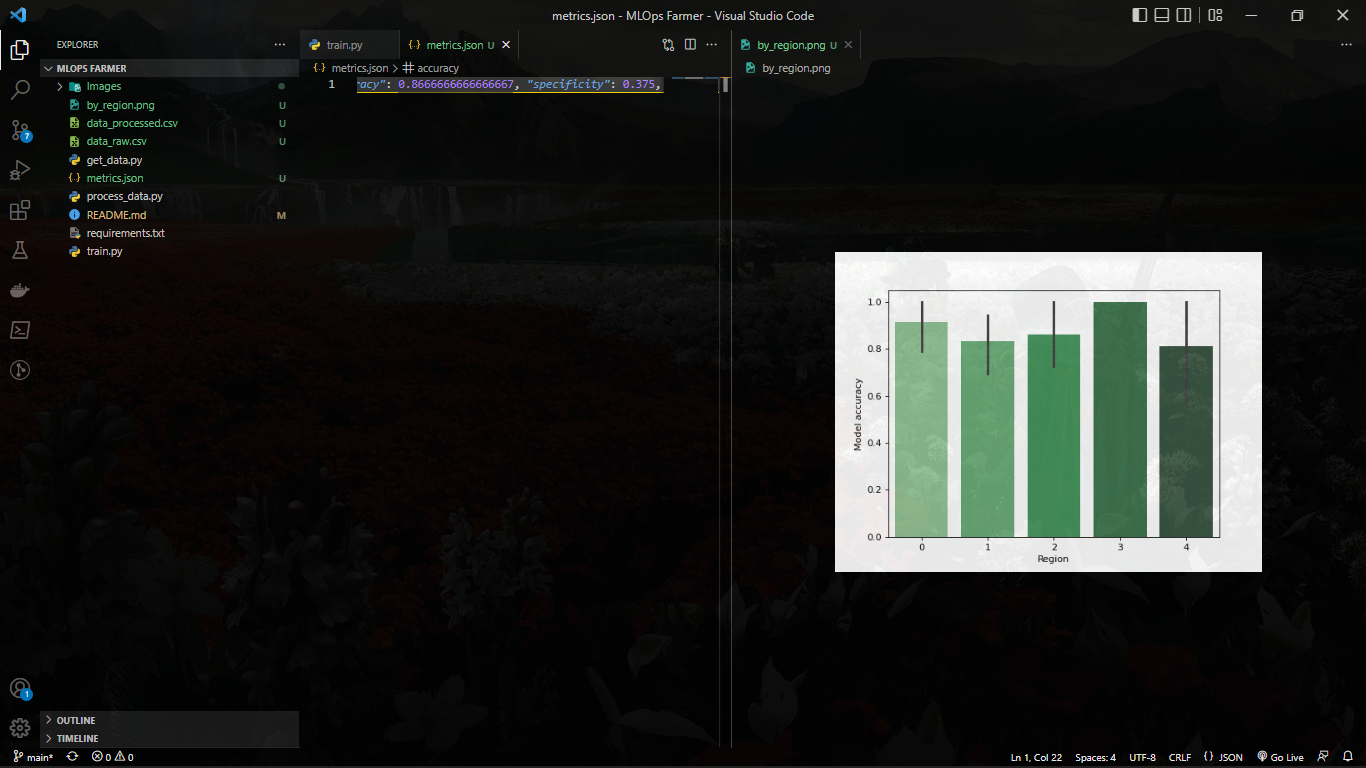 metrics.json - MLOps Farmer - Visual Studio Code
EXPLORER
train.py
metrics.json U
by_region.png U
MLOPS FARMER
metrics.json > accuracy
by_region.png
Images
by_region.png U
data_processed.csv U
data_raw.csv U
get_data.py
metrics.json U
process_data.py
README.md M
requirements.txt
train.py
7
1 acy": 0.8666666666666667, "specificity": 0.375,
1.0
0.8
0.6
0.4
0.2
0.0
Model accuracy
0 1 2 3 4
Region
1
OUTLINE
TIMELINE
main* 0 0 Ln 1, Col 22 Spaces: 4 UTF-8 CRLF {} JSON Go Live